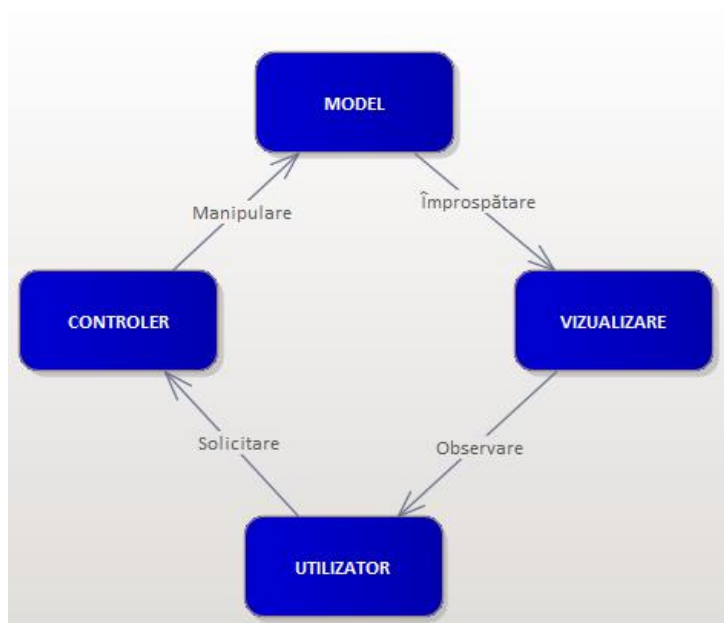 MODEL
Manipulare
Împrospătare
CONTROLER
VIZUALIZARE
Solicitare
Observare
UTILIZATOR